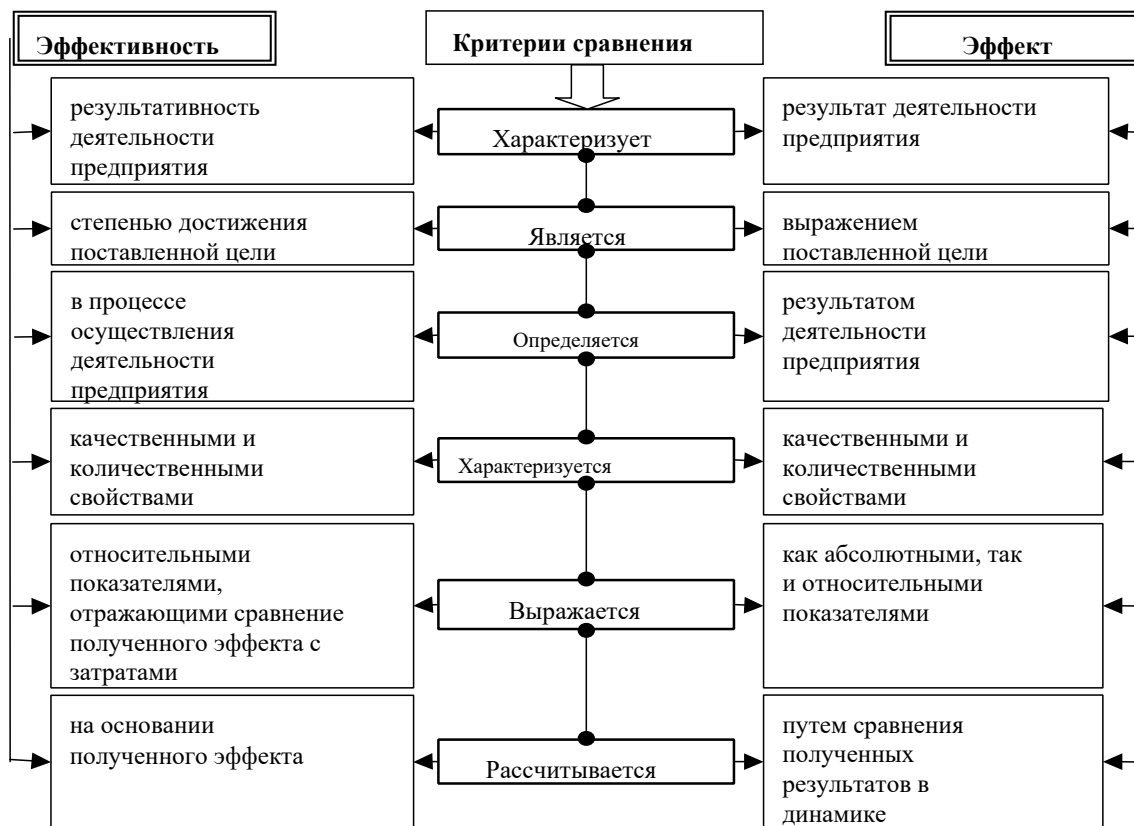 Эффективность
Критерии сравнения
Эффект
результативность
деятельности
предприятия
Характеризует
результат деятельности
предприятия
степенью достижения
поставленной цели
Является
выражением
поставленной цели
в процессе
осуществления
деятельности
предприятия
Определяется
результатом
деятельности
предприятия
качественными и
количественными
свойствами
Характеризуется
качественными и
количественными
свойствами
относительными
показателями,
отражающими сравнение
полученного эффекта с
затратами
Выражается
как абсолютными, так
и относительными
показателями
на основании
полученного эффекта
Рассчитывается
путем сравнения
полученных
результатов в
динамике